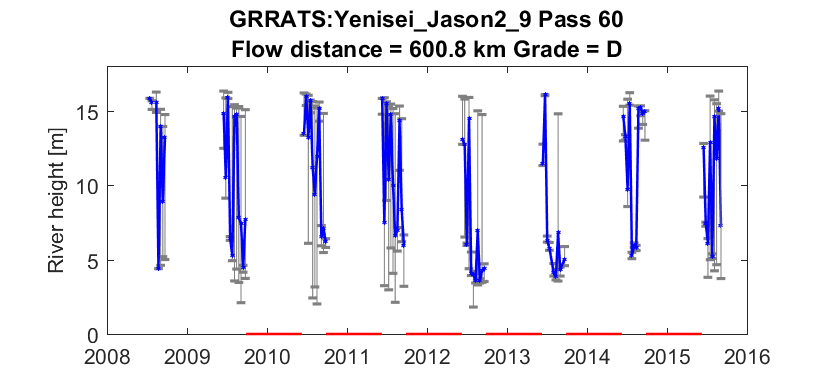 GRRATS:Yenisei_Jason2_9 Pass 60
Flow distance = 600.8 km Grade = D
River height [m]
15
10
5
0
2008 2009 2010 2011 2012 2013 2014 2015 2016